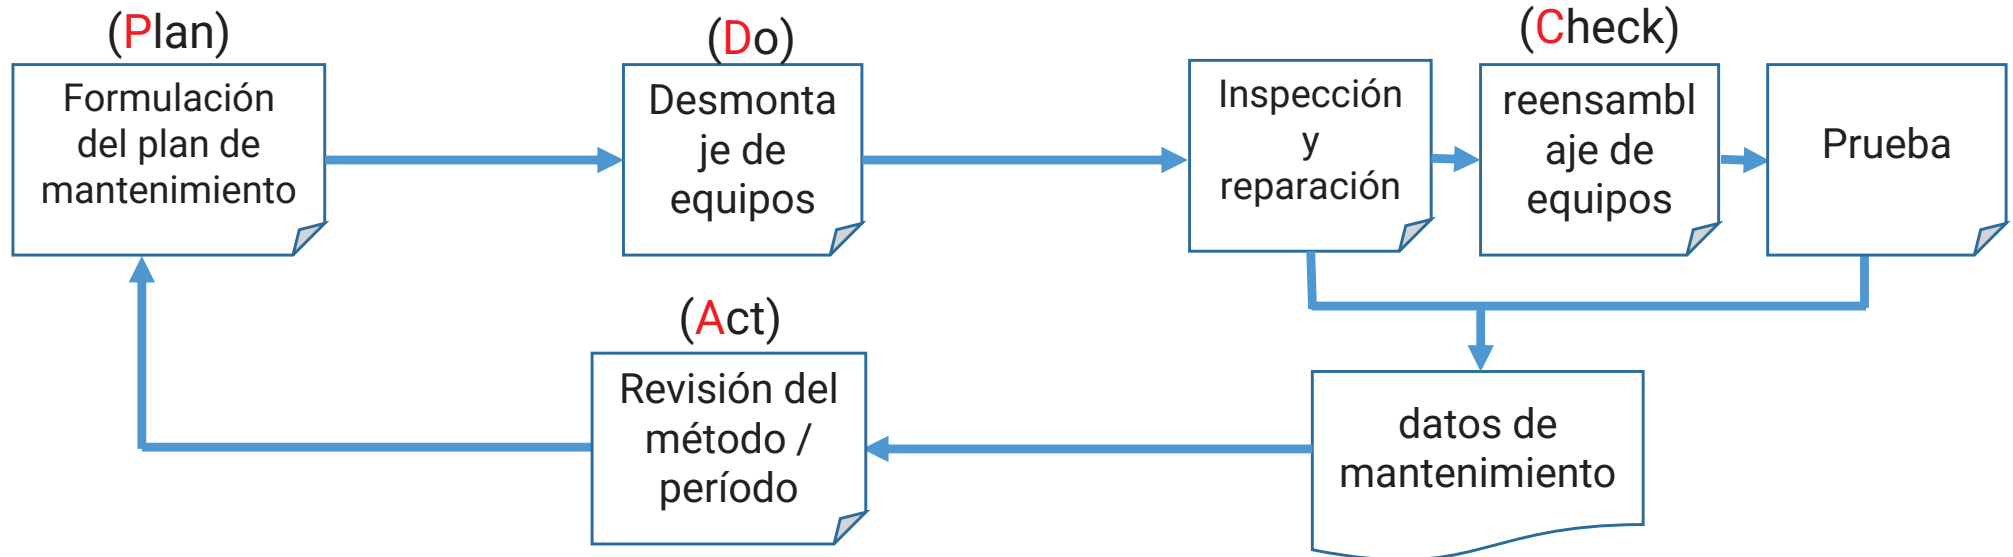 (Plan)
Formulación
del plan de
mantenimiento
(Do)
Desmonta
je de
equipos
(Check)
Inspección
y
reparación
reensambl
aje de
equipos
Prueba
(Act)
Revisión del
método /
período
datos de
mantenimiento